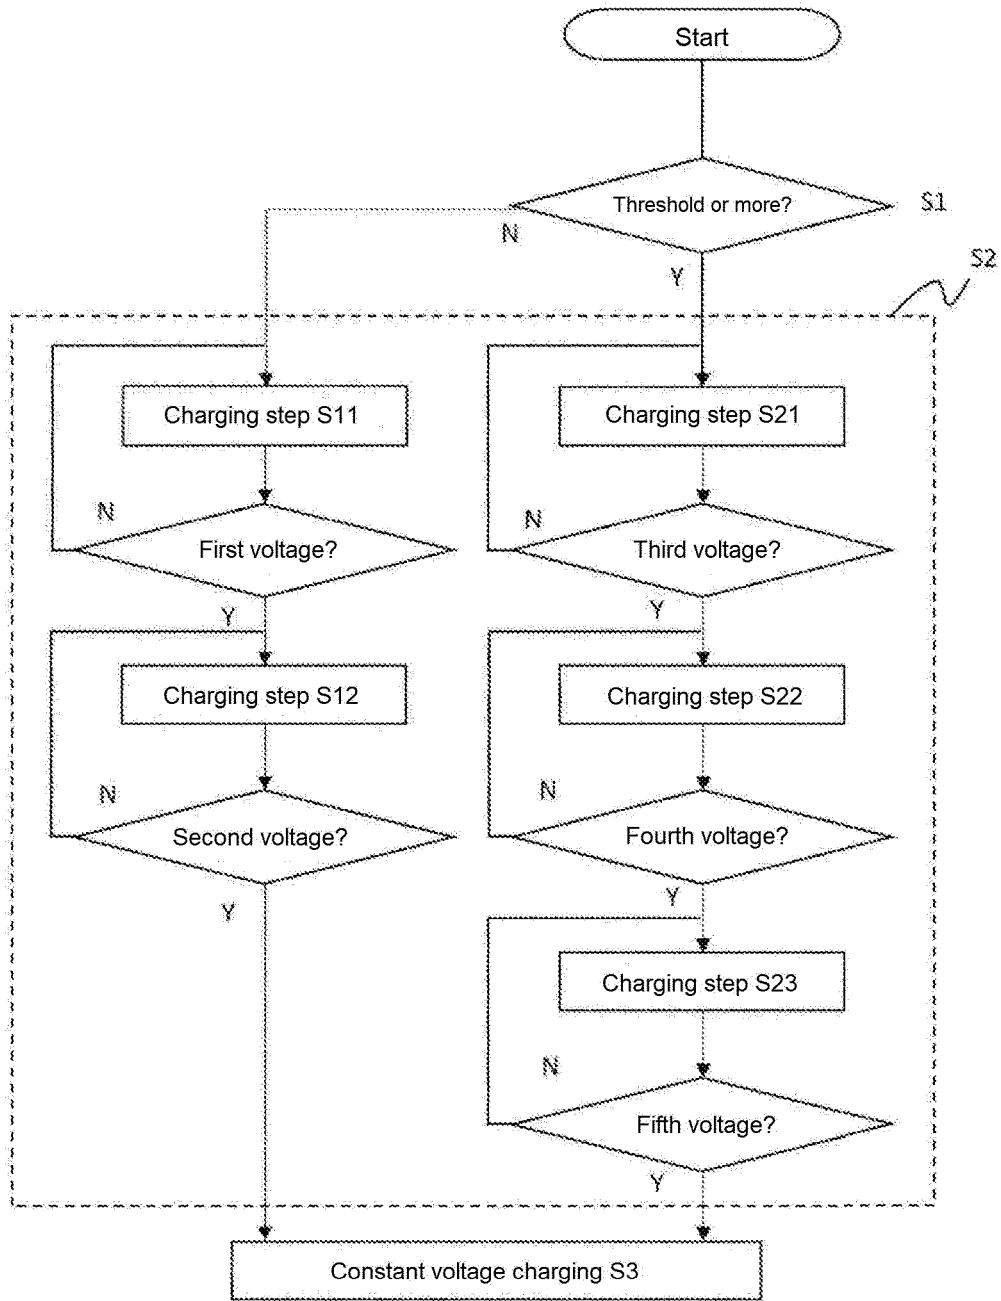 Start
Threshold or more?
S1
N
Y
S2
Charging step S11
Charging step S21
N
First voltage?
N
Third voltage?
Y
Y
Charging step S12
Charging step S22
N
Second voltage?
N
Fourth voltage?
Y
Y
Charging step S23
N
Fifth voltage?
Y
Constant voltage charging S3